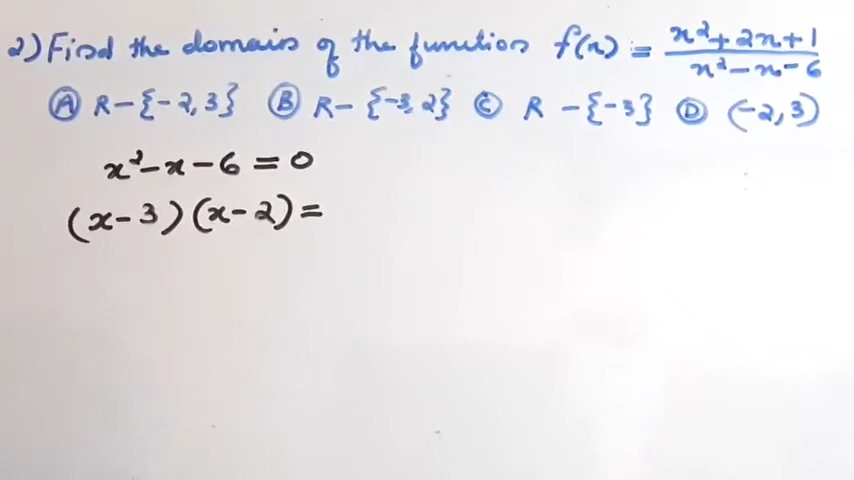 2) Find the domain of the function f(x) = x²+2x+1 / x²-x-6
Ⓐ R-{-2,3} Ⓑ R-{-3,2} Ⓒ R-{-3} Ⓓ (-2,3)
x²-x-6=0
(x-3)(x-2)=